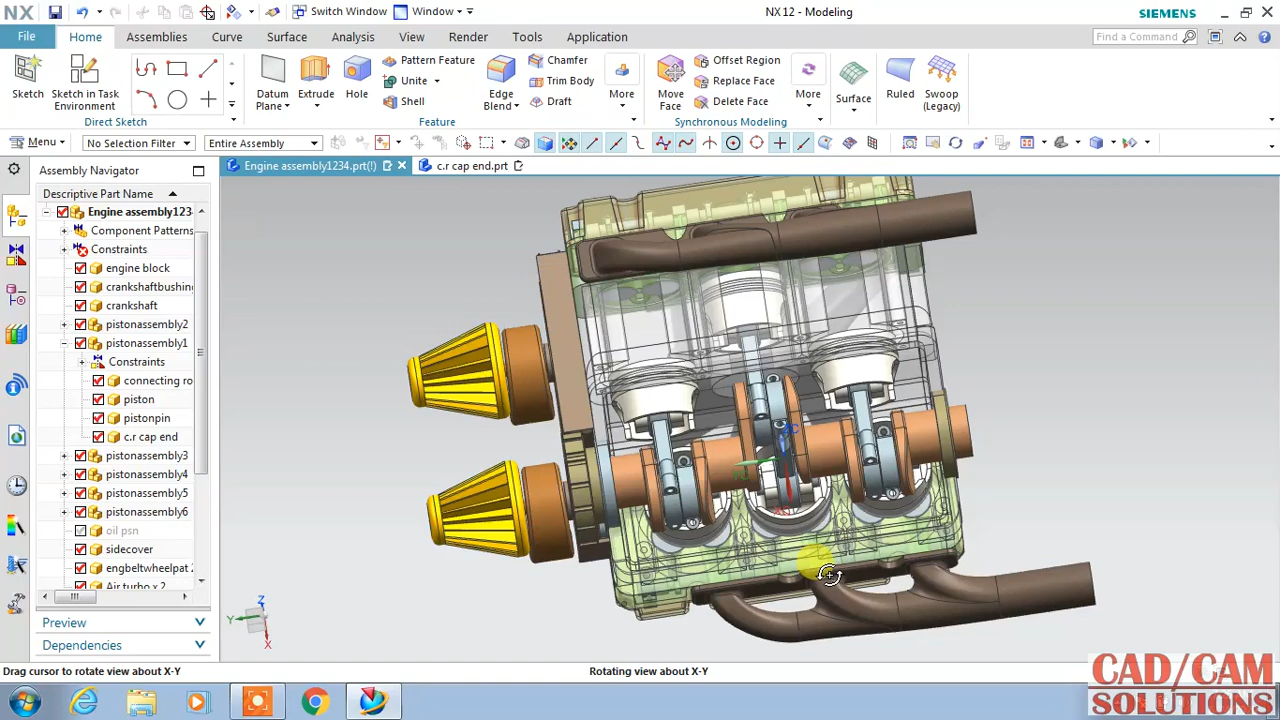 NX
Switch Window
Window
NX 12 - Modeling
SIEMENS
File
Home
Assemblies
Curve
Surface
Analysis
View
Render
Tools
Application
Find a Command
Sketch
Sketch in Task
Environment
Direct Sketch
Datum
Plane
Extrude
Hole
Pattern Feature
Unite
Shell
Edge
Blend
Chamfer
Trim Body
Draft
More
Feature
Move
Face
Offset Region
Replace Face
Delete Face
More
Synchronous Modeling
Surface
Ruled
Swoop
(Legacy)
Menu
No Selection Filter
Entire Assembly
Assembly Navigator
Engine assembly1234.prt(!)
c.r cap end.prt
Descriptive Part Name
Engine assembly123
Component Patterns
Constraints
engine block
crankshaftbushin
crankshaft
pistonassembly2
pistonassembly1
Constraints
connecting ro
piston
pistonpin
c.r cap end
pistonassembly3
pistonassembly4
pistonassembly5
pistonassembly6
oil psn
sidecover
engbeltwheelpat
Air turbo x 2
Preview
Dependencies
Z
Y
X
Drag cursor to rotate view about X-Y
Rotating view about X-Y
CAD/CAM
SOLUTIONS